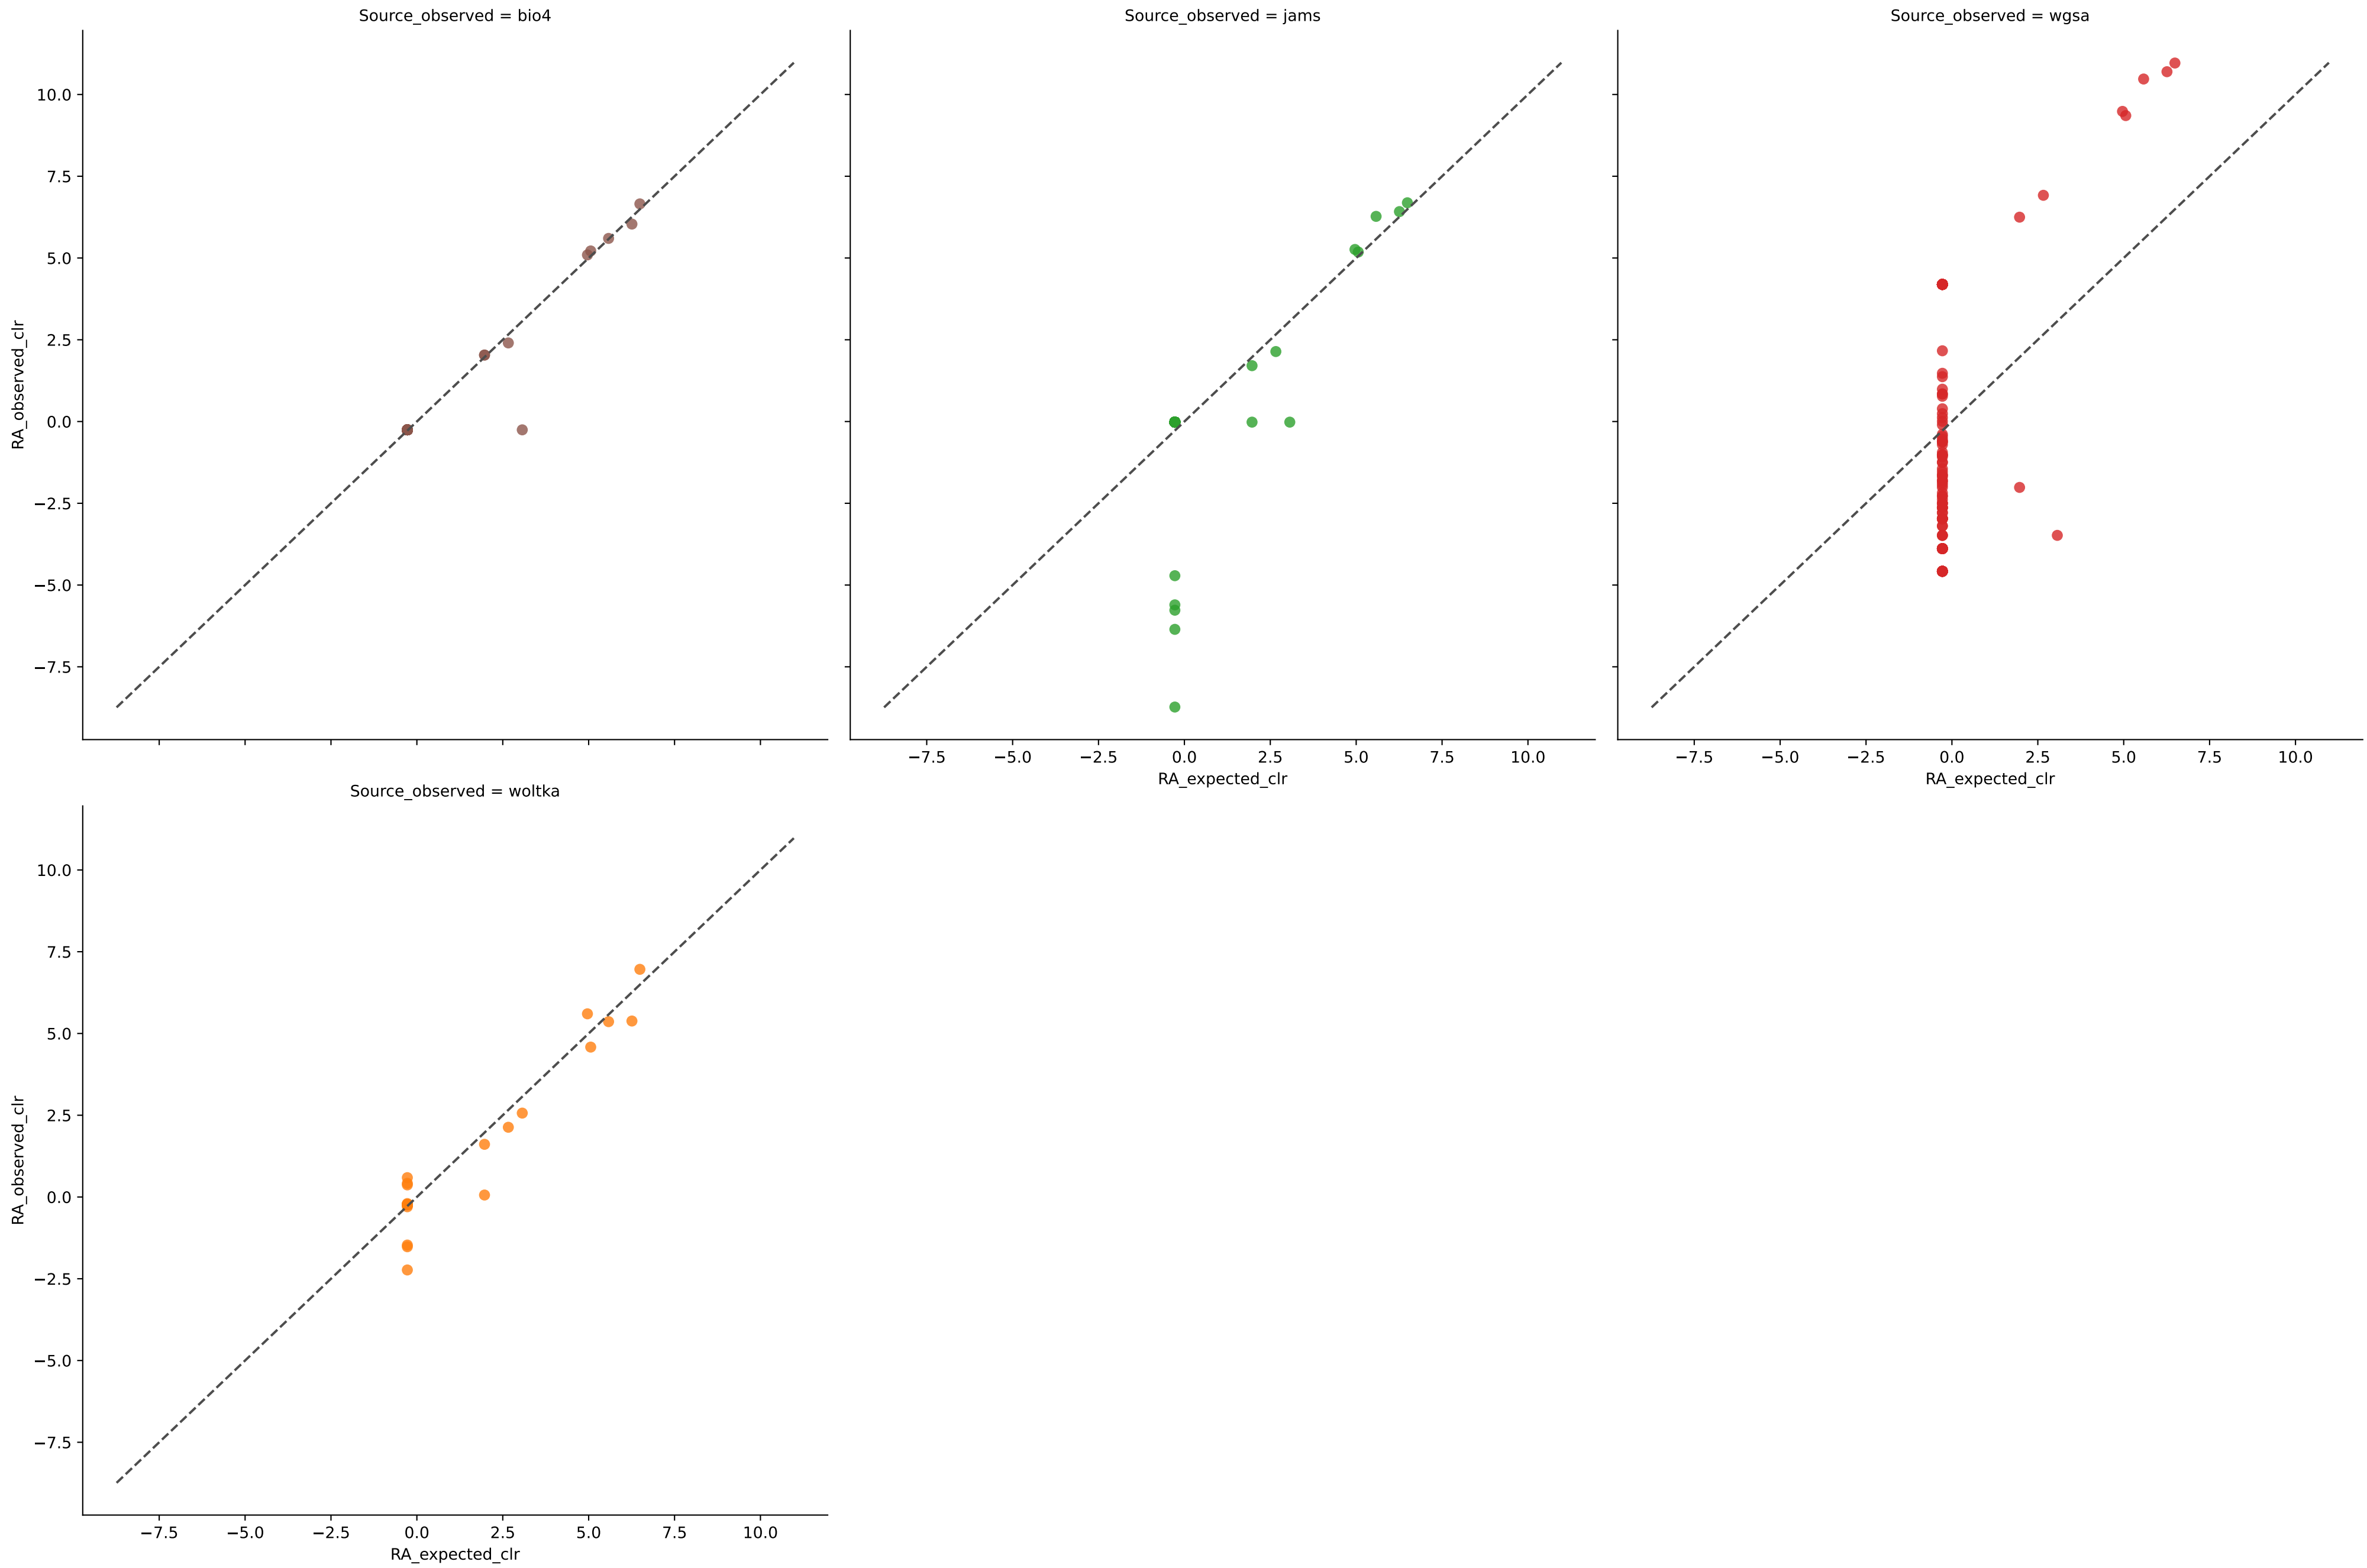 Source_observed = bio4
Source_observed = jams
Source_observed = wgsa
10.0
7.5
5.0
2.5
0.0
−2.5
−5.0
−7.5
RA_observed_clr
−7.5 −5.0 −2.5 0.0 2.5 5.0 7.5 10.0
RA_expected_clr
−7.5 −5.0 −2.5 0.0 2.5 5.0 7.5 10.0
RA_expected_clr
Source_observed = woltka
10.0
7.5
5.0
2.5
0.0
−2.5
−5.0
−7.5
RA_observed_clr
−7.5 −5.0 −2.5 0.0 2.5 5.0 7.5 10.0
RA_expected_clr